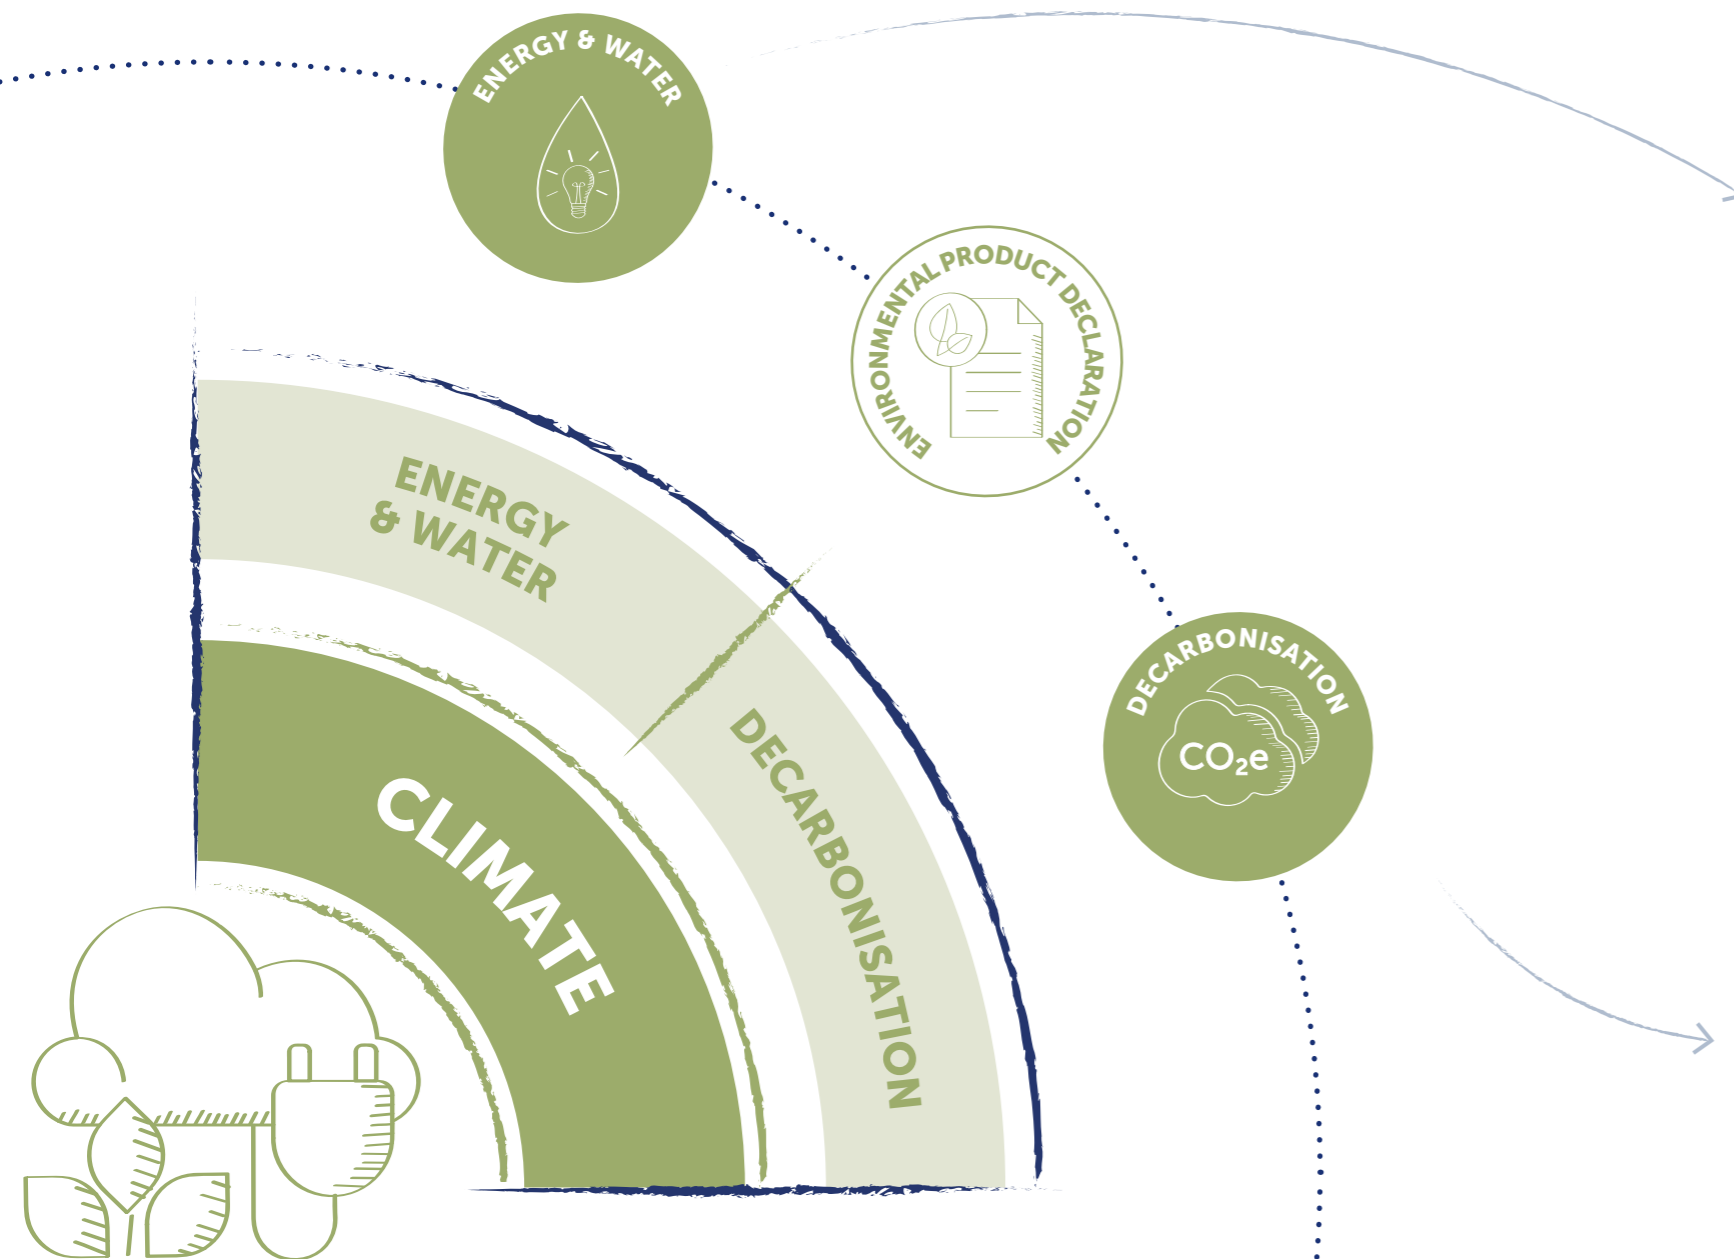 ENERGY & WATER
ENVIRONMENTAL PRODUCT DECLARATION
ENERGY
& WATER
DECARBONISATION
CO₂e
DECARBONISATION
CLIMATE